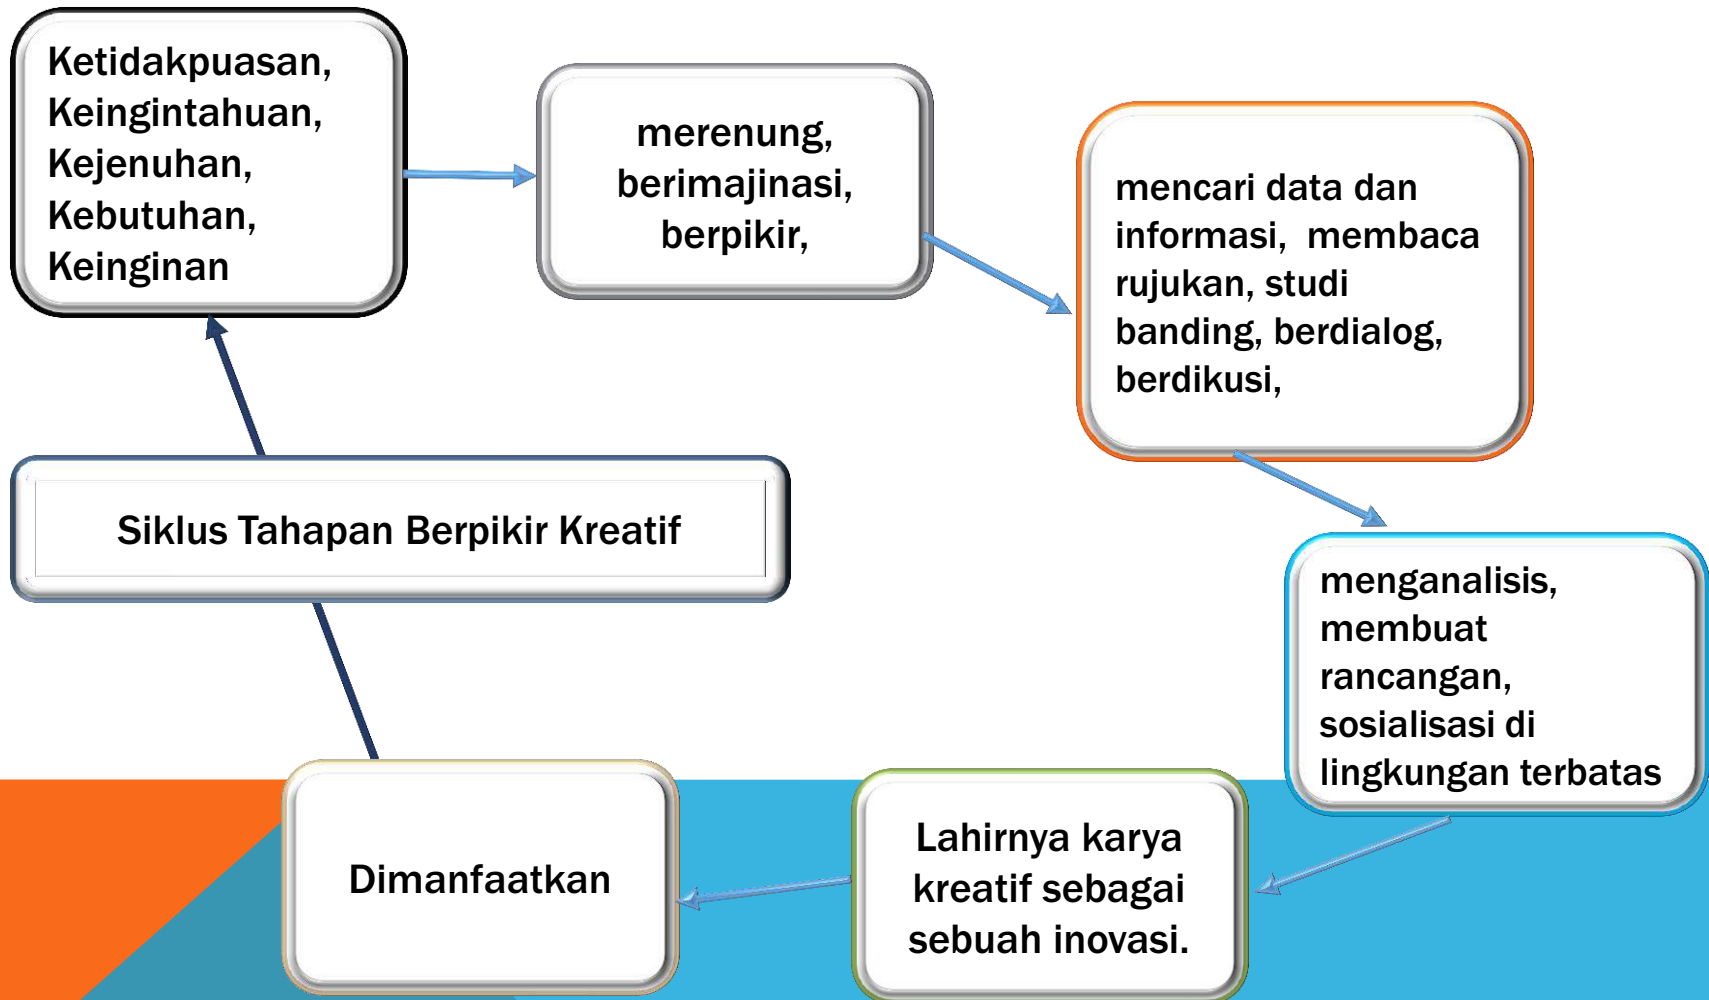 Ketidakpuasan,
Keingintahuan,
Kejenuhan,
Kebutuhan,
Keinginan
merenung,
berimajinasi,
berpikir,
mencari data dan
informasi, membaca
rujukan, studi
banding, berdialog,
berdikusi,
Siklus Tahapan Berpikir Kreatif
menganalisis,
membuat
rancangan,
sosialisasi di
lingkungan terbatas
Lahirnya karya
kreatif sebagai
sebuah inovasi.
Dimanfaatkan